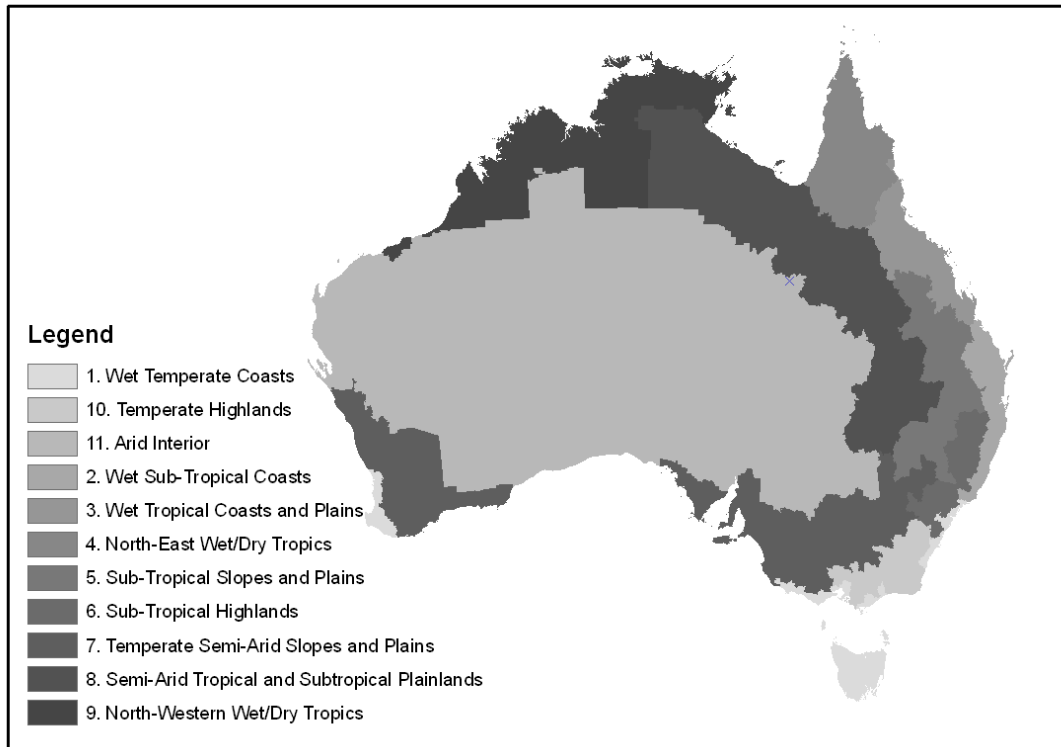 Legend
1. Wet Temperate Coasts
10. Temperate Highlands
11. Arid Interior
2. Wet Sub-Tropical Coasts
3. Wet Tropical Coasts and Plains
4. North-East Wet/Dry Tropics
5. Sub-Tropical Slopes and Plains
6. Sub-Tropical Highlands
7. Temperate Semi-Arid Slopes and Plains
8. Semi-Arid Tropical and Subtropical Plainlands
9. North-Western Wet/Dry Tropics